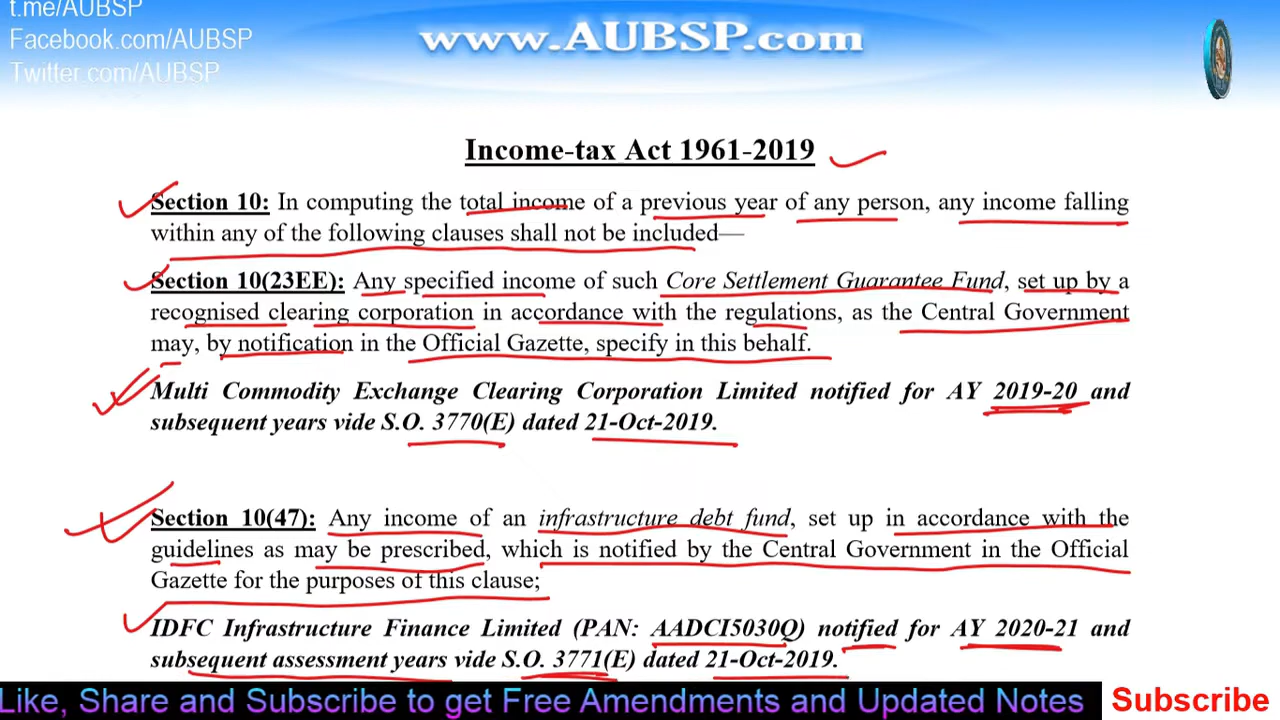 t.me/AUBSP
Facebook.com/AUBSP
Twitter.com/AUBSP
www.AUBSP.com
Income-tax Act 1961-2019
Section 10: In computing the total income of a previous year of any person, any income falling
within any of the following clauses shall not be included—
Section 10(23EE): Any specified income of such Core Settlement Guarantee Fund, set up by a
recognised clearing corporation in accordance with the regulations, as the Central Government
may, by notification in the Official Gazette, specify in this behalf.
Multi Commodity Exchange Clearing Corporation Limited notified for AY 2019-20 and
subsequent years vide S.O. 3770(E) dated 21-Oct-2019.
Section 10(47): Any income of an infrastructure debt fund, set up in accordance with the
guidelines as may be prescribed, which is notified by the Central Government in the Official
Gazette for the purposes of this clause;
IDFC Infrastructure Finance Limited (PAN: AADCI5030Q) notified for AY 2020-21 and
subsequent assessment years vide S.O. 3771(E) dated 21-Oct-2019.
Like, Share and Subscribe to get Free Amendments and Updated Notes
Subscribe